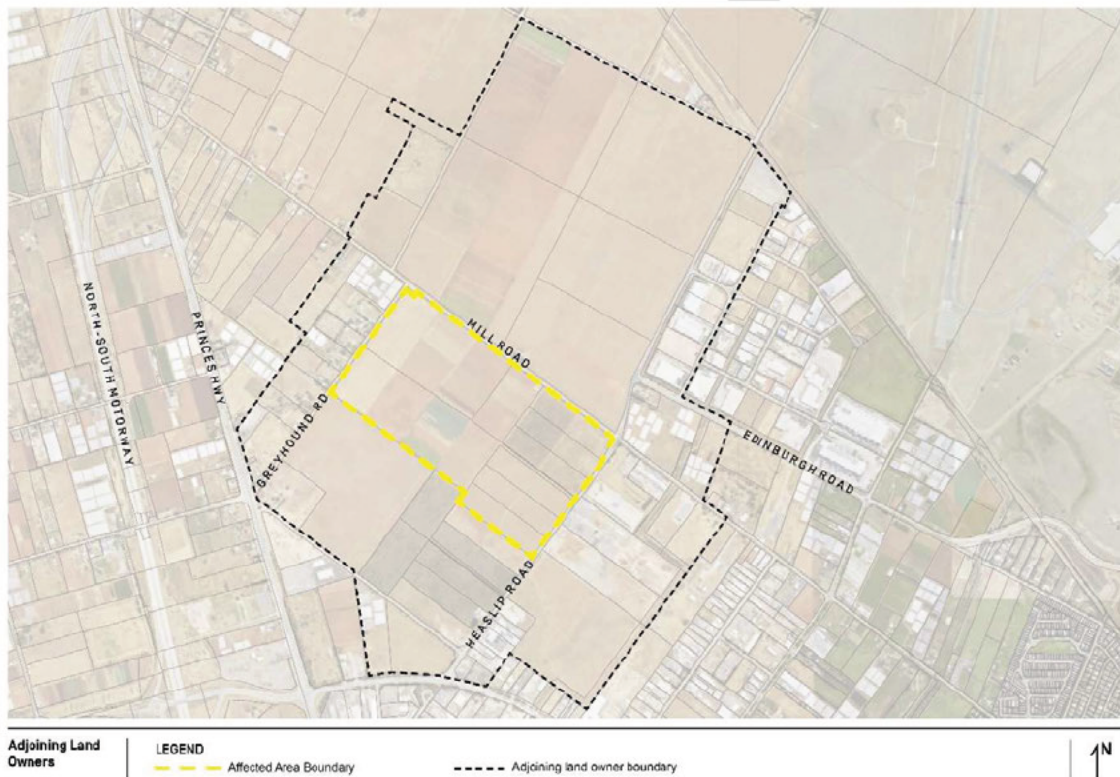 MILL ROAD
NORTH-SOUTH MOTORWAY
PRINCES HWY
GREYHOUND RD
EDINBURGH ROAD
HEASLIP ROAD
Adjoining Land
Owners
LEGEND
Affected Area Boundary
Adjoining land owner boundary
N